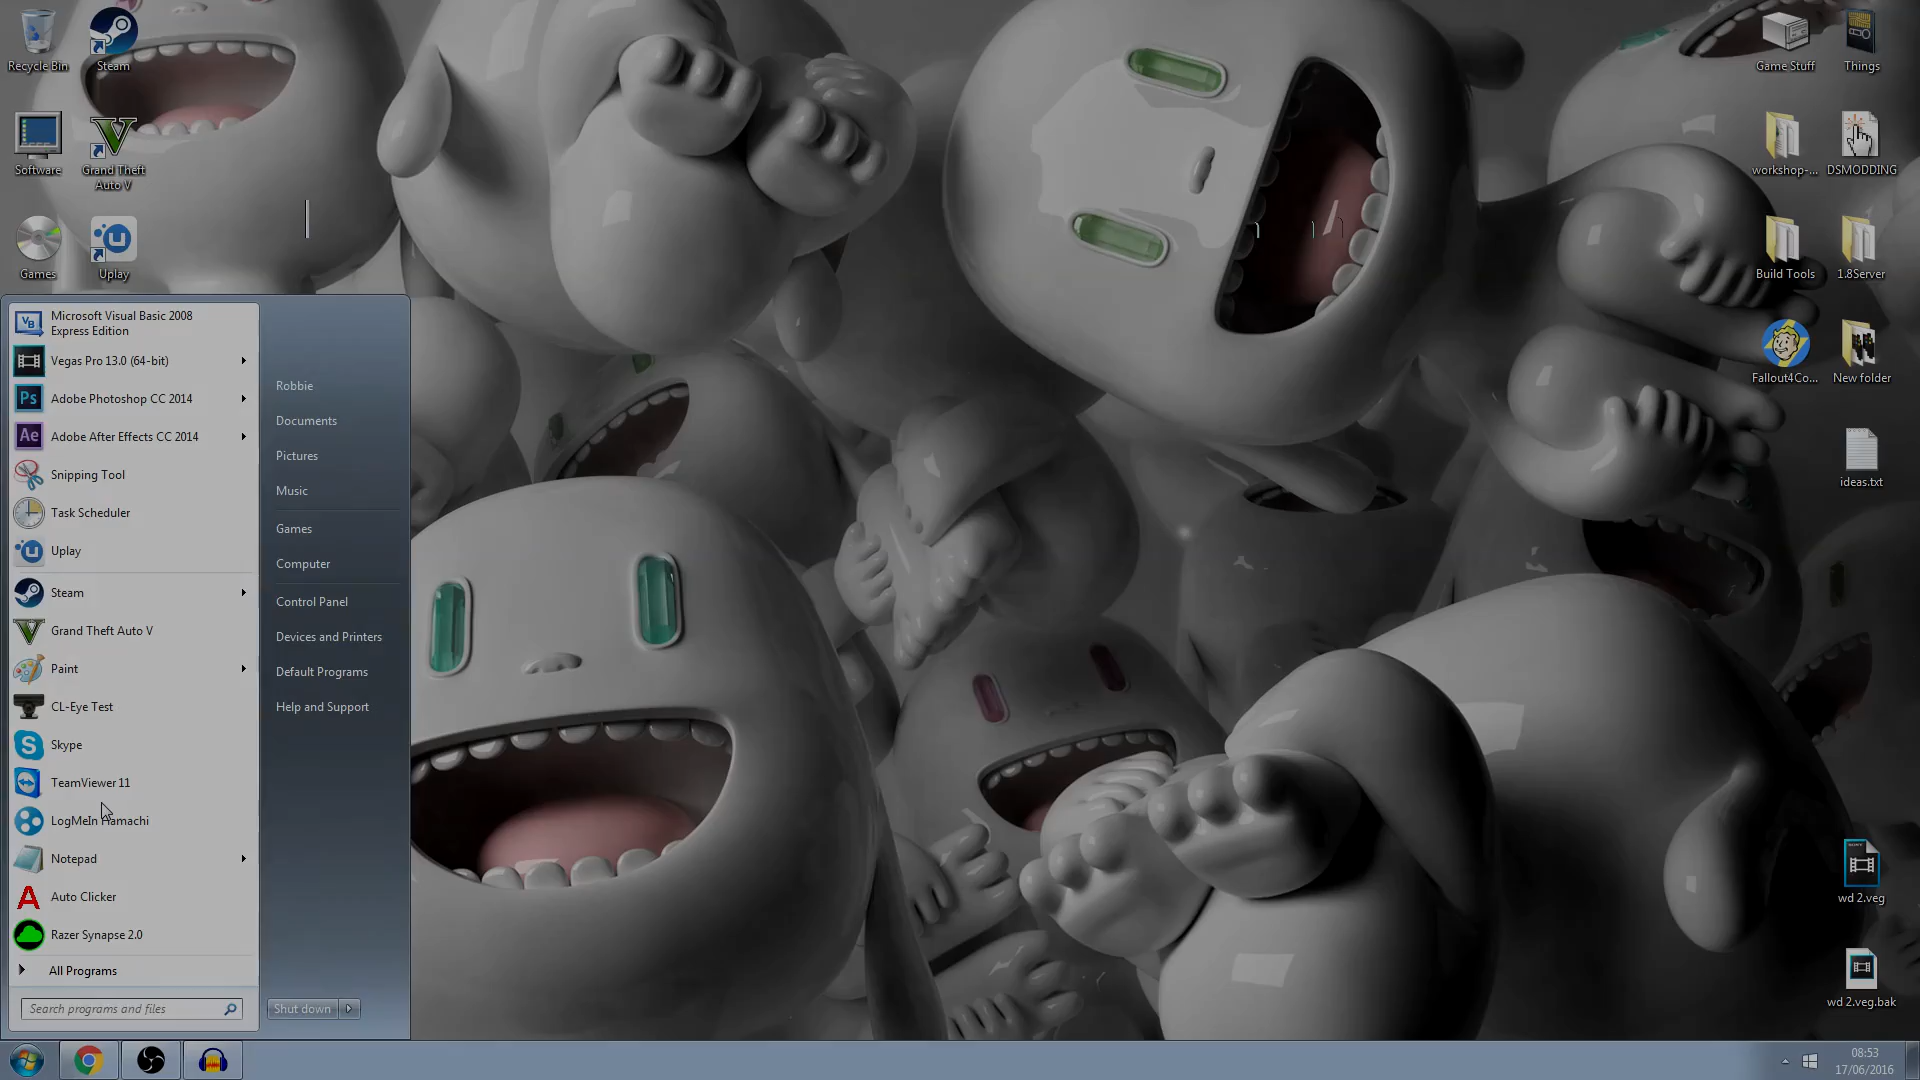 Recycle Bin
Steam
Software
Grand Theft
Auto V
Games
Uplay
Game Stuff
Things
workshop-...
DSMODDING
Build Tools
1.8Server
Fallout4Co...
New folder
ideas.txt
wd 2.veg
wd 2.veg.bak
Microsoft Visual Basic 2008
Express Edition
Vegas Pro 13.0 (64-bit)
Adobe Photoshop CC 2014
Adobe After Effects CC 2014
Snipping Tool
Task Scheduler
Uplay
Steam
Grand Theft Auto V
Paint
CL-Eye Test
Skype
TeamViewer 11
LogMeIn Hamachi
Notepad
Auto Clicker
Razer Synapse 2.0
All Programs
Search programs and files
Robbie
Documents
Pictures
Music
Games
Computer
Control Panel
Devices and Printers
Default Programs
Help and Support
Shut down
08:53
17/06/2016